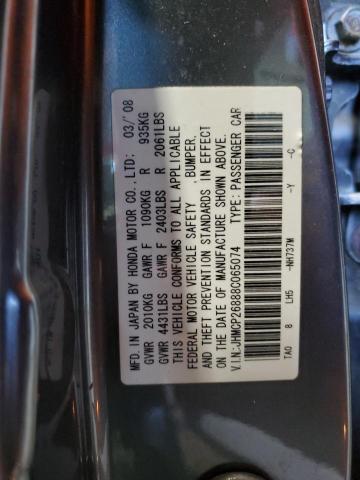 MFD. IN JAPAN BY HONDA MOTOR CO., LTD: 03/'08
GVWR 2010KG GAWR F 1090KG R 935KG
GVWR 4431LBS GAWR F 2403LBS R 2061LBS
THIS VEHICLE CONFORMS TO ALL APPLICABLE
FEDERAL MOTOR VEHICLE SAFETY, BUMPER,
AND THEFT PREVENTION STANDARDS IN EFFECT
ON THE DATE OF MANUFACTURE SHOWN ABOVE.
V.I.N:JHMCP26888C065074 TYPE: PASSENGER CAR
TA0 8 LH5 -NH737M -Y -C